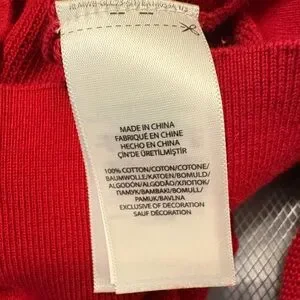 MADE IN CHINA
FABRIQUÉ EN CHINE
HECHO EN CHINA
ÇİN'DE ÜRETİLMİŞTİR
100% COTTON/COTON/COTONE/
BAUMWOLLE/KATOEN/BOMULD/
ALGODÓN/ALGODÃO/ХЛОПОК/
ПАМУК/BAMBAKI/BOMULL/
PAMUK/BAVLNA
EXCLUSIVE OF DECORATION
SAUF DÉCORATION